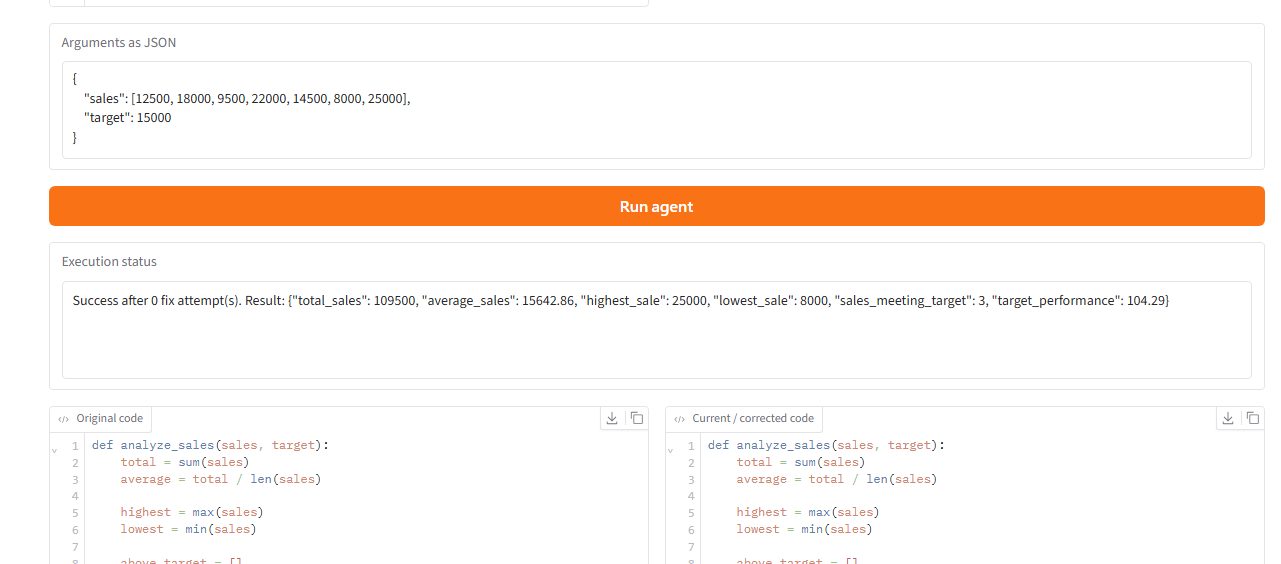 Arguments as JSON
{
    "sales": [12500, 18000, 9500, 22000, 14500, 8000, 25000],
    "target": 15000
}
Run agent
Execution status
Success after 0 fix attempt(s). Result: {"total_sales": 109500, "average_sales": 15642.86, "highest_sale": 25000, "lowest_sale": 8000, "sales_meeting_target": 3, "target_performance": 104.29}
Original code
1 def analyze_sales(sales, target):
2     total = sum(sales)
3     average = total / len(sales)
4
5     highest = max(sales)
6     lowest = min(sales)
7
8     above_target = []
Current / corrected code
1 def analyze_sales(sales, target):
2     total = sum(sales)
3     average = total / len(sales)
4
5     highest = max(sales)
6     lowest = min(sales)
7
8     above_target = []